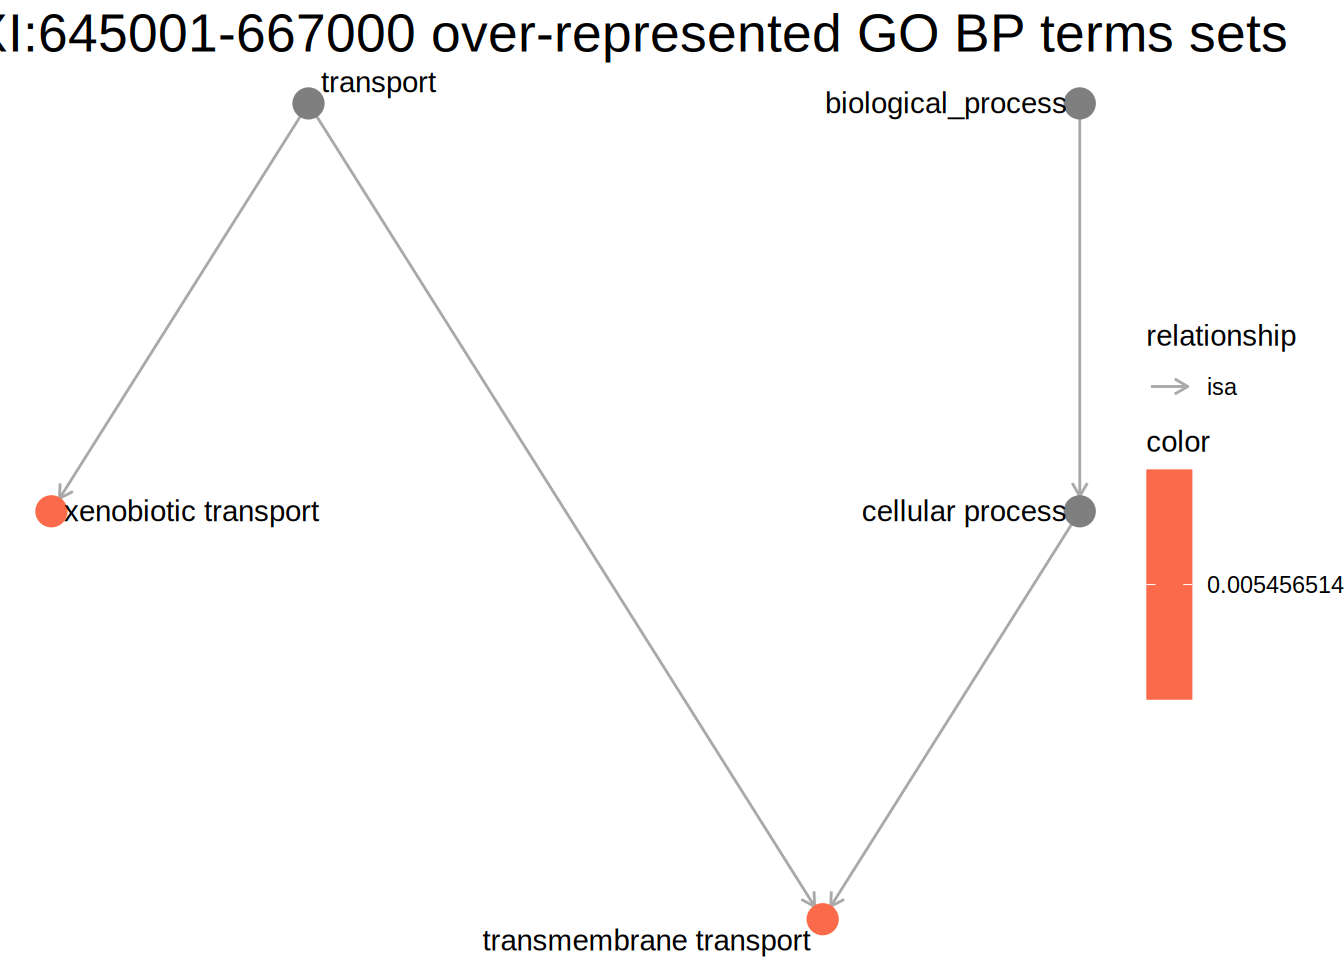 XI:645001-667000 over-represented GO BP terms sets
transport
biological_process
relationship
isa
color
xenobiotic transport
cellular process
0.005456514
transmembrane transport